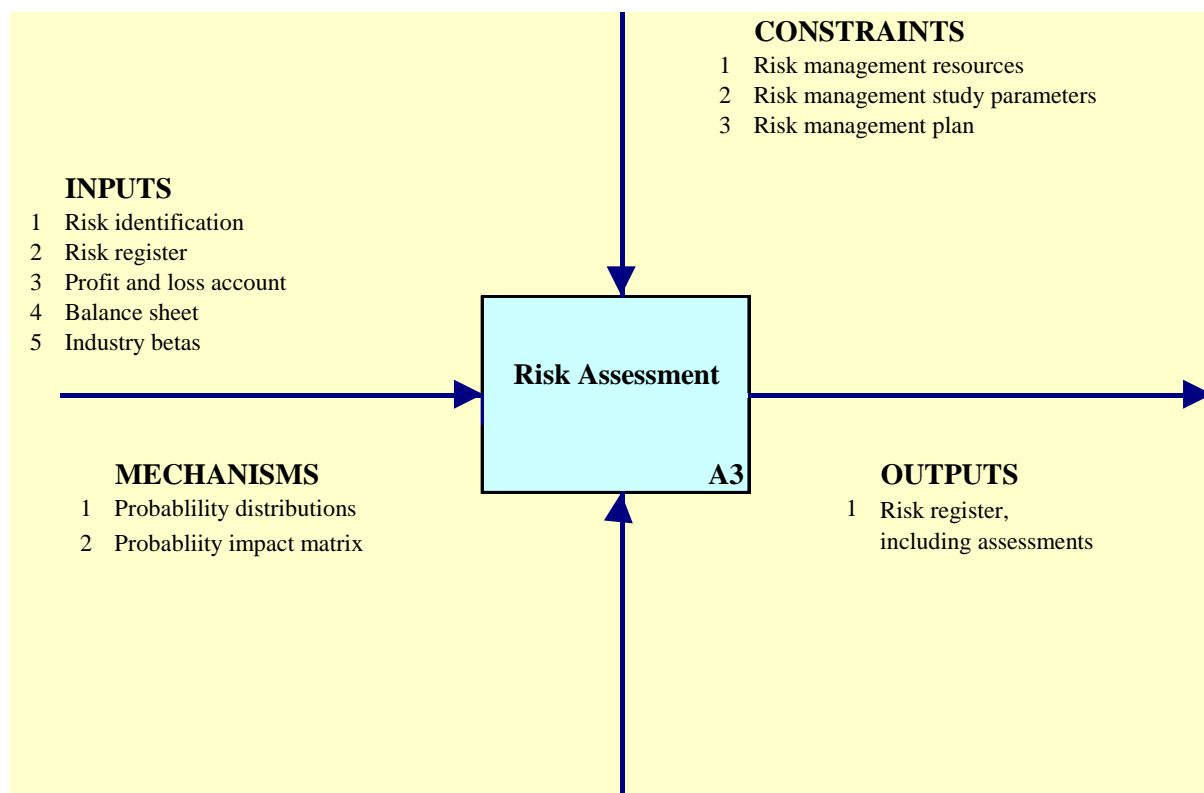 CONSTRAINTS
1 Risk management resources
2 Risk management study parameters
3 Risk management plan
INPUTS
1 Risk identification
2 Risk register
3 Profit and loss account
4 Balance sheet
5 Industry betas
Risk Assessment
A3
MECHANISMS
1 Probablility distributions
2 Probabliity impact matrix
OUTPUTS
1 Risk register,
including assessments